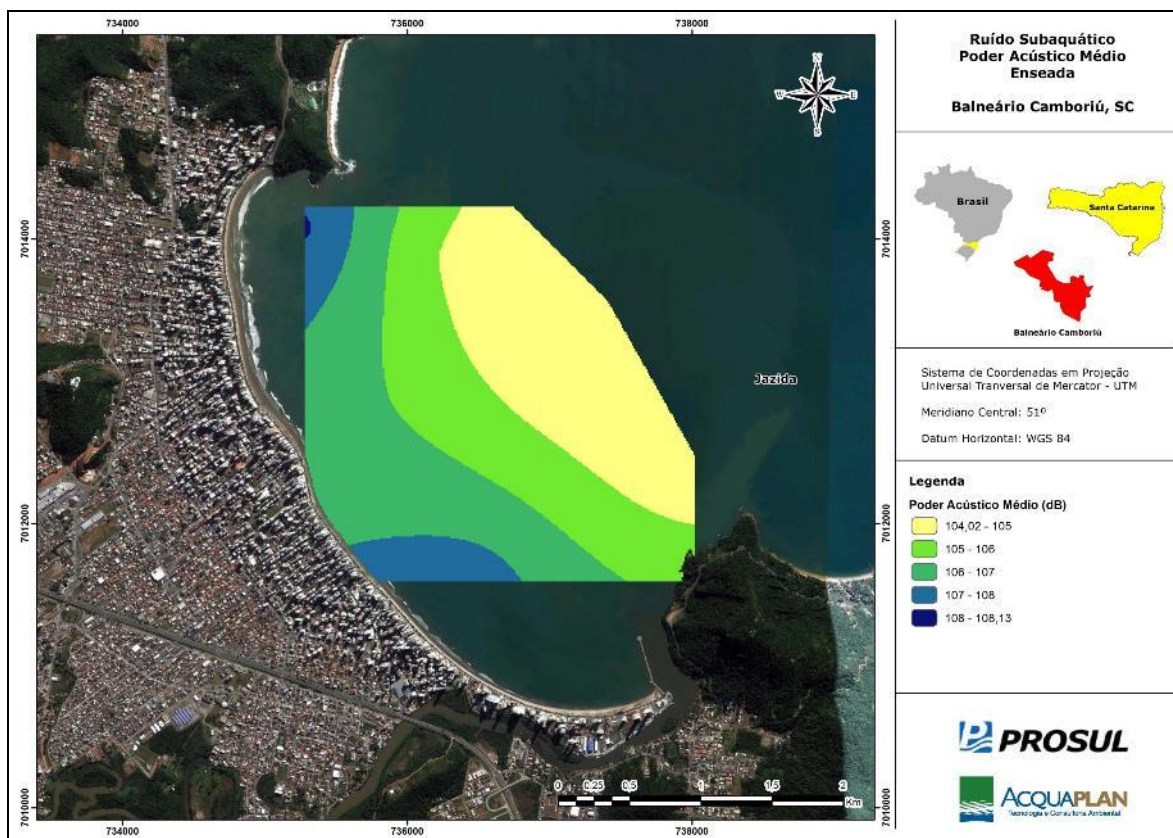 734000
736000
738000
N
W
E
S
7014000
7014000
Jazida
7012000
7012000
0
0,25
0,5
1
1,5
2
Km
7010000
7010000
734000
736000
738000
Ruído Subaquático
Poder Acústico Médio
Enseada
Balneário Camboriú, SC
Brasil
Santa Catarina
Balneário Camboriú
Sistema de Coordenadas em Projeção
Universal Tranversal de Mercator - UTM
Meridiano Central: 51º
Datum Horizontal: WGS 84
Legenda
Poder Acústico Médio (dB)
104,02 - 105
105 - 106
106 - 107
107 - 108
108 - 108,13
PROSUL
ACQUAPLAN
Tecnologia e Consultoria Ambiental